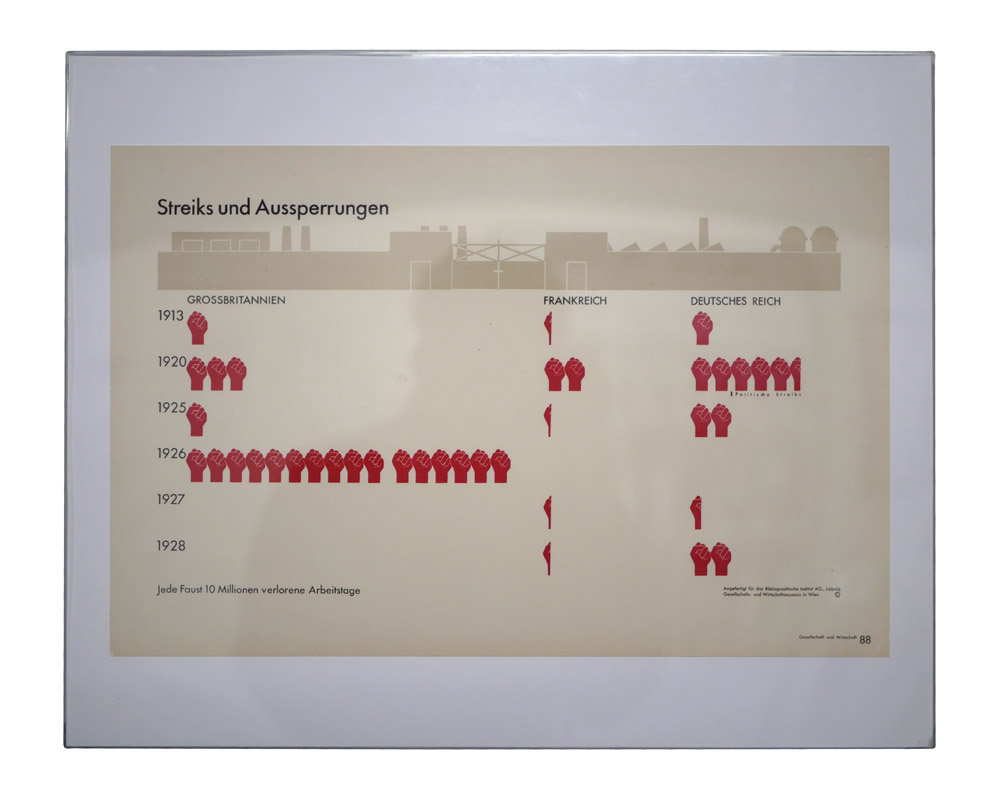 Streiks und Aussperrungen
GROSSBRITANNIEN FRANKREICH DEUTSCHES REICH
1913
1920
Politische Streiks
1925
1926
1927
1928
Jede Faust 10 Millionen verlorene Arbeitstage
Angefertigt für das Bibliographische Institut AG., Leipzig
Gesellschafts- und Wirtschaftsmuseum in Wien ©
Gesellschaft und Wirtschaft 88